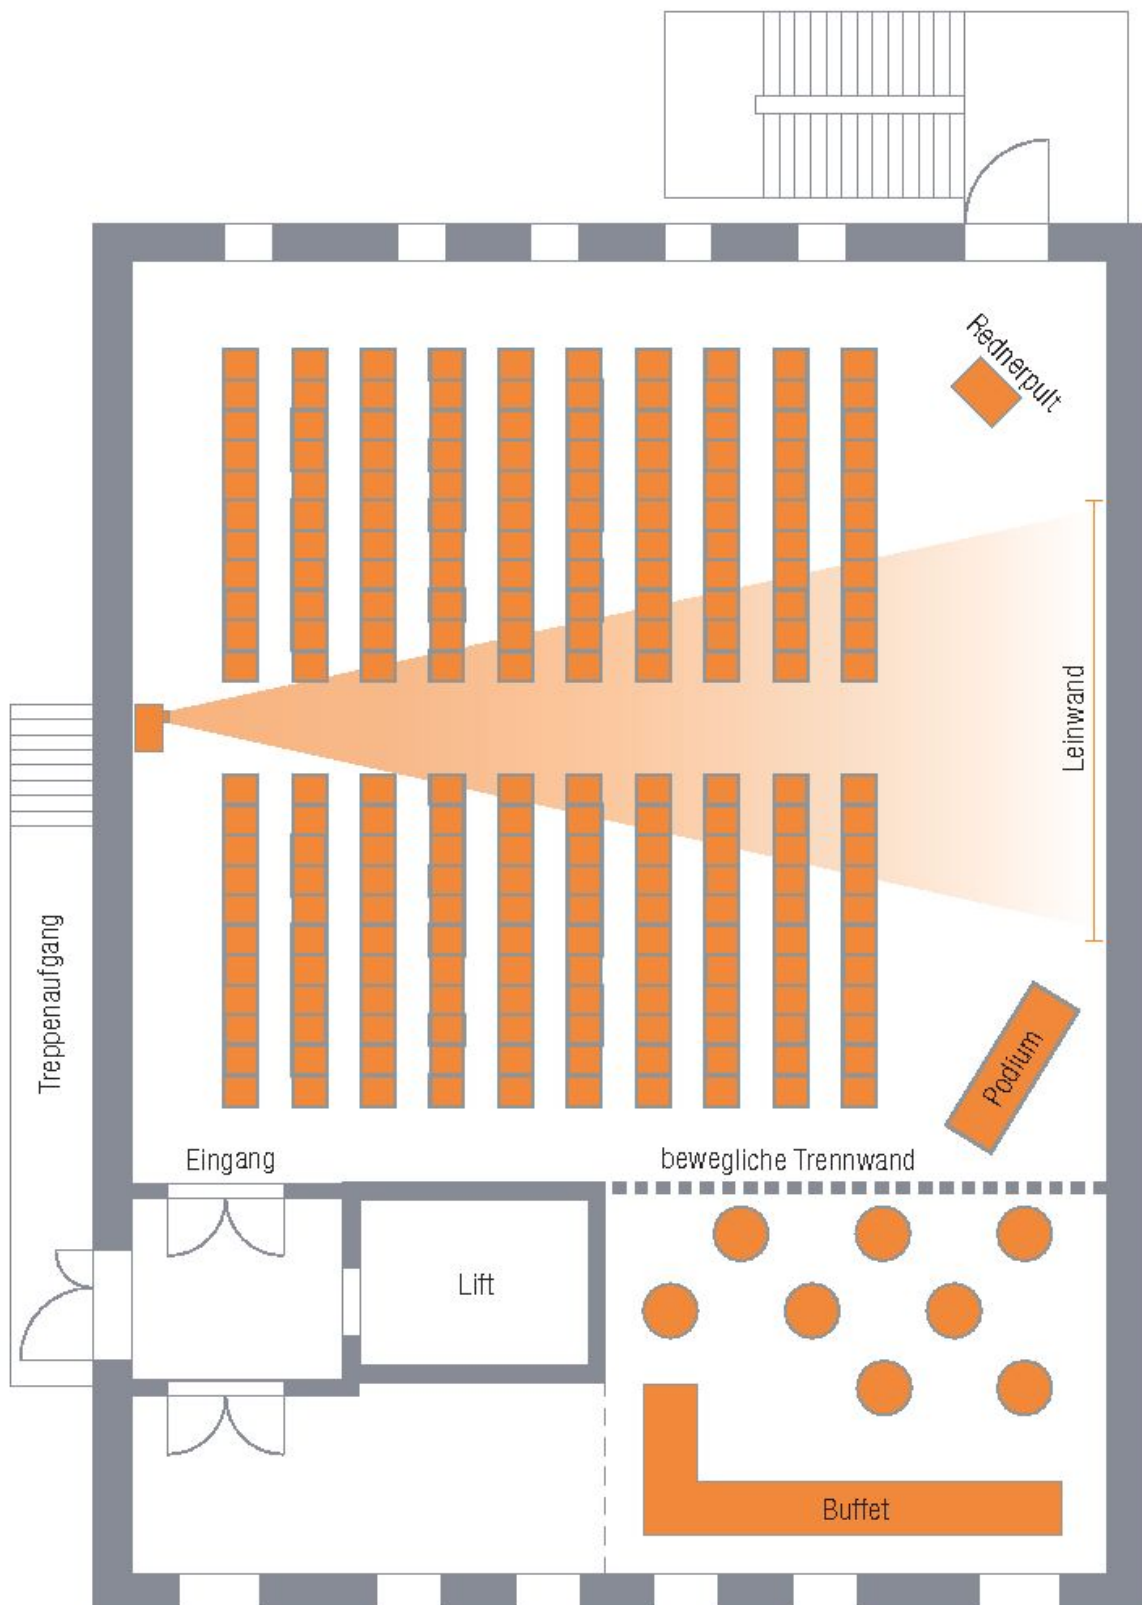 Rednerpult
Leinwand
Treppenaufgang
Podium
Eingang
bewegliche Trennwand
Lift
Buffet